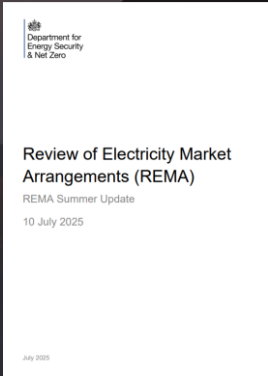 Department for
Energy Security
& Net Zero
Review of Electricity Market
Arrangements (REMA)
REMA Summer Update
10 July 2025
July 2025